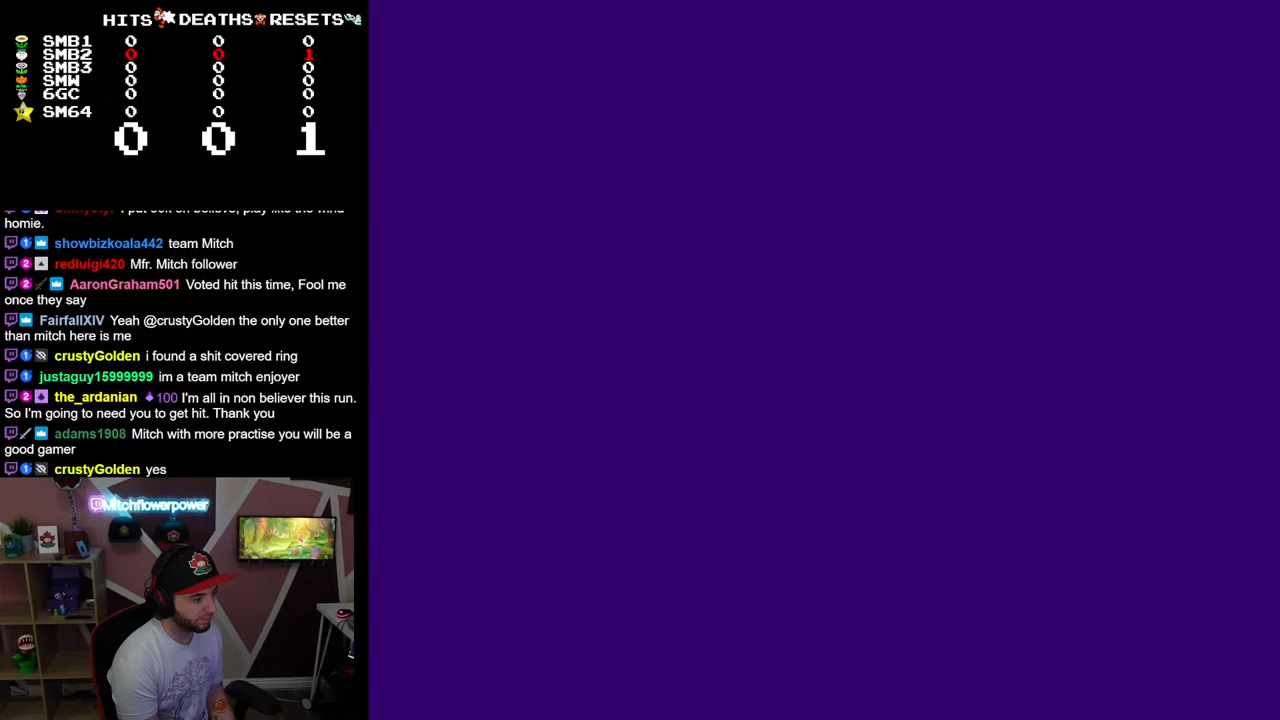 HITS DEATHS RESETS
SMB1 0 0 0
SMB2 0 0 1
SMB3 0 0 0
SMW 0 0 0
6GC 0 0 0
SM64 0 0 0
0 0 1
homie.
showbizkoala442 team Mitch
redluigi420 Mfr. Mitch follower
AaronGraham501 Voted hit this time, Fool me
once they say
FairfallXIV Yeah @crustyGolden the only one better
than mitch here is me
crustyGolden i found a shit covered ring
justaguy15999999 im a team mitch enjoyer
the_ardanian 100 I'm all in non believer this run.
So I'm going to need you to get hit. Thank you
adams1908 Mitch with more practise you will be a
good gamer
crustyGolden yes
Mitchflowerpower